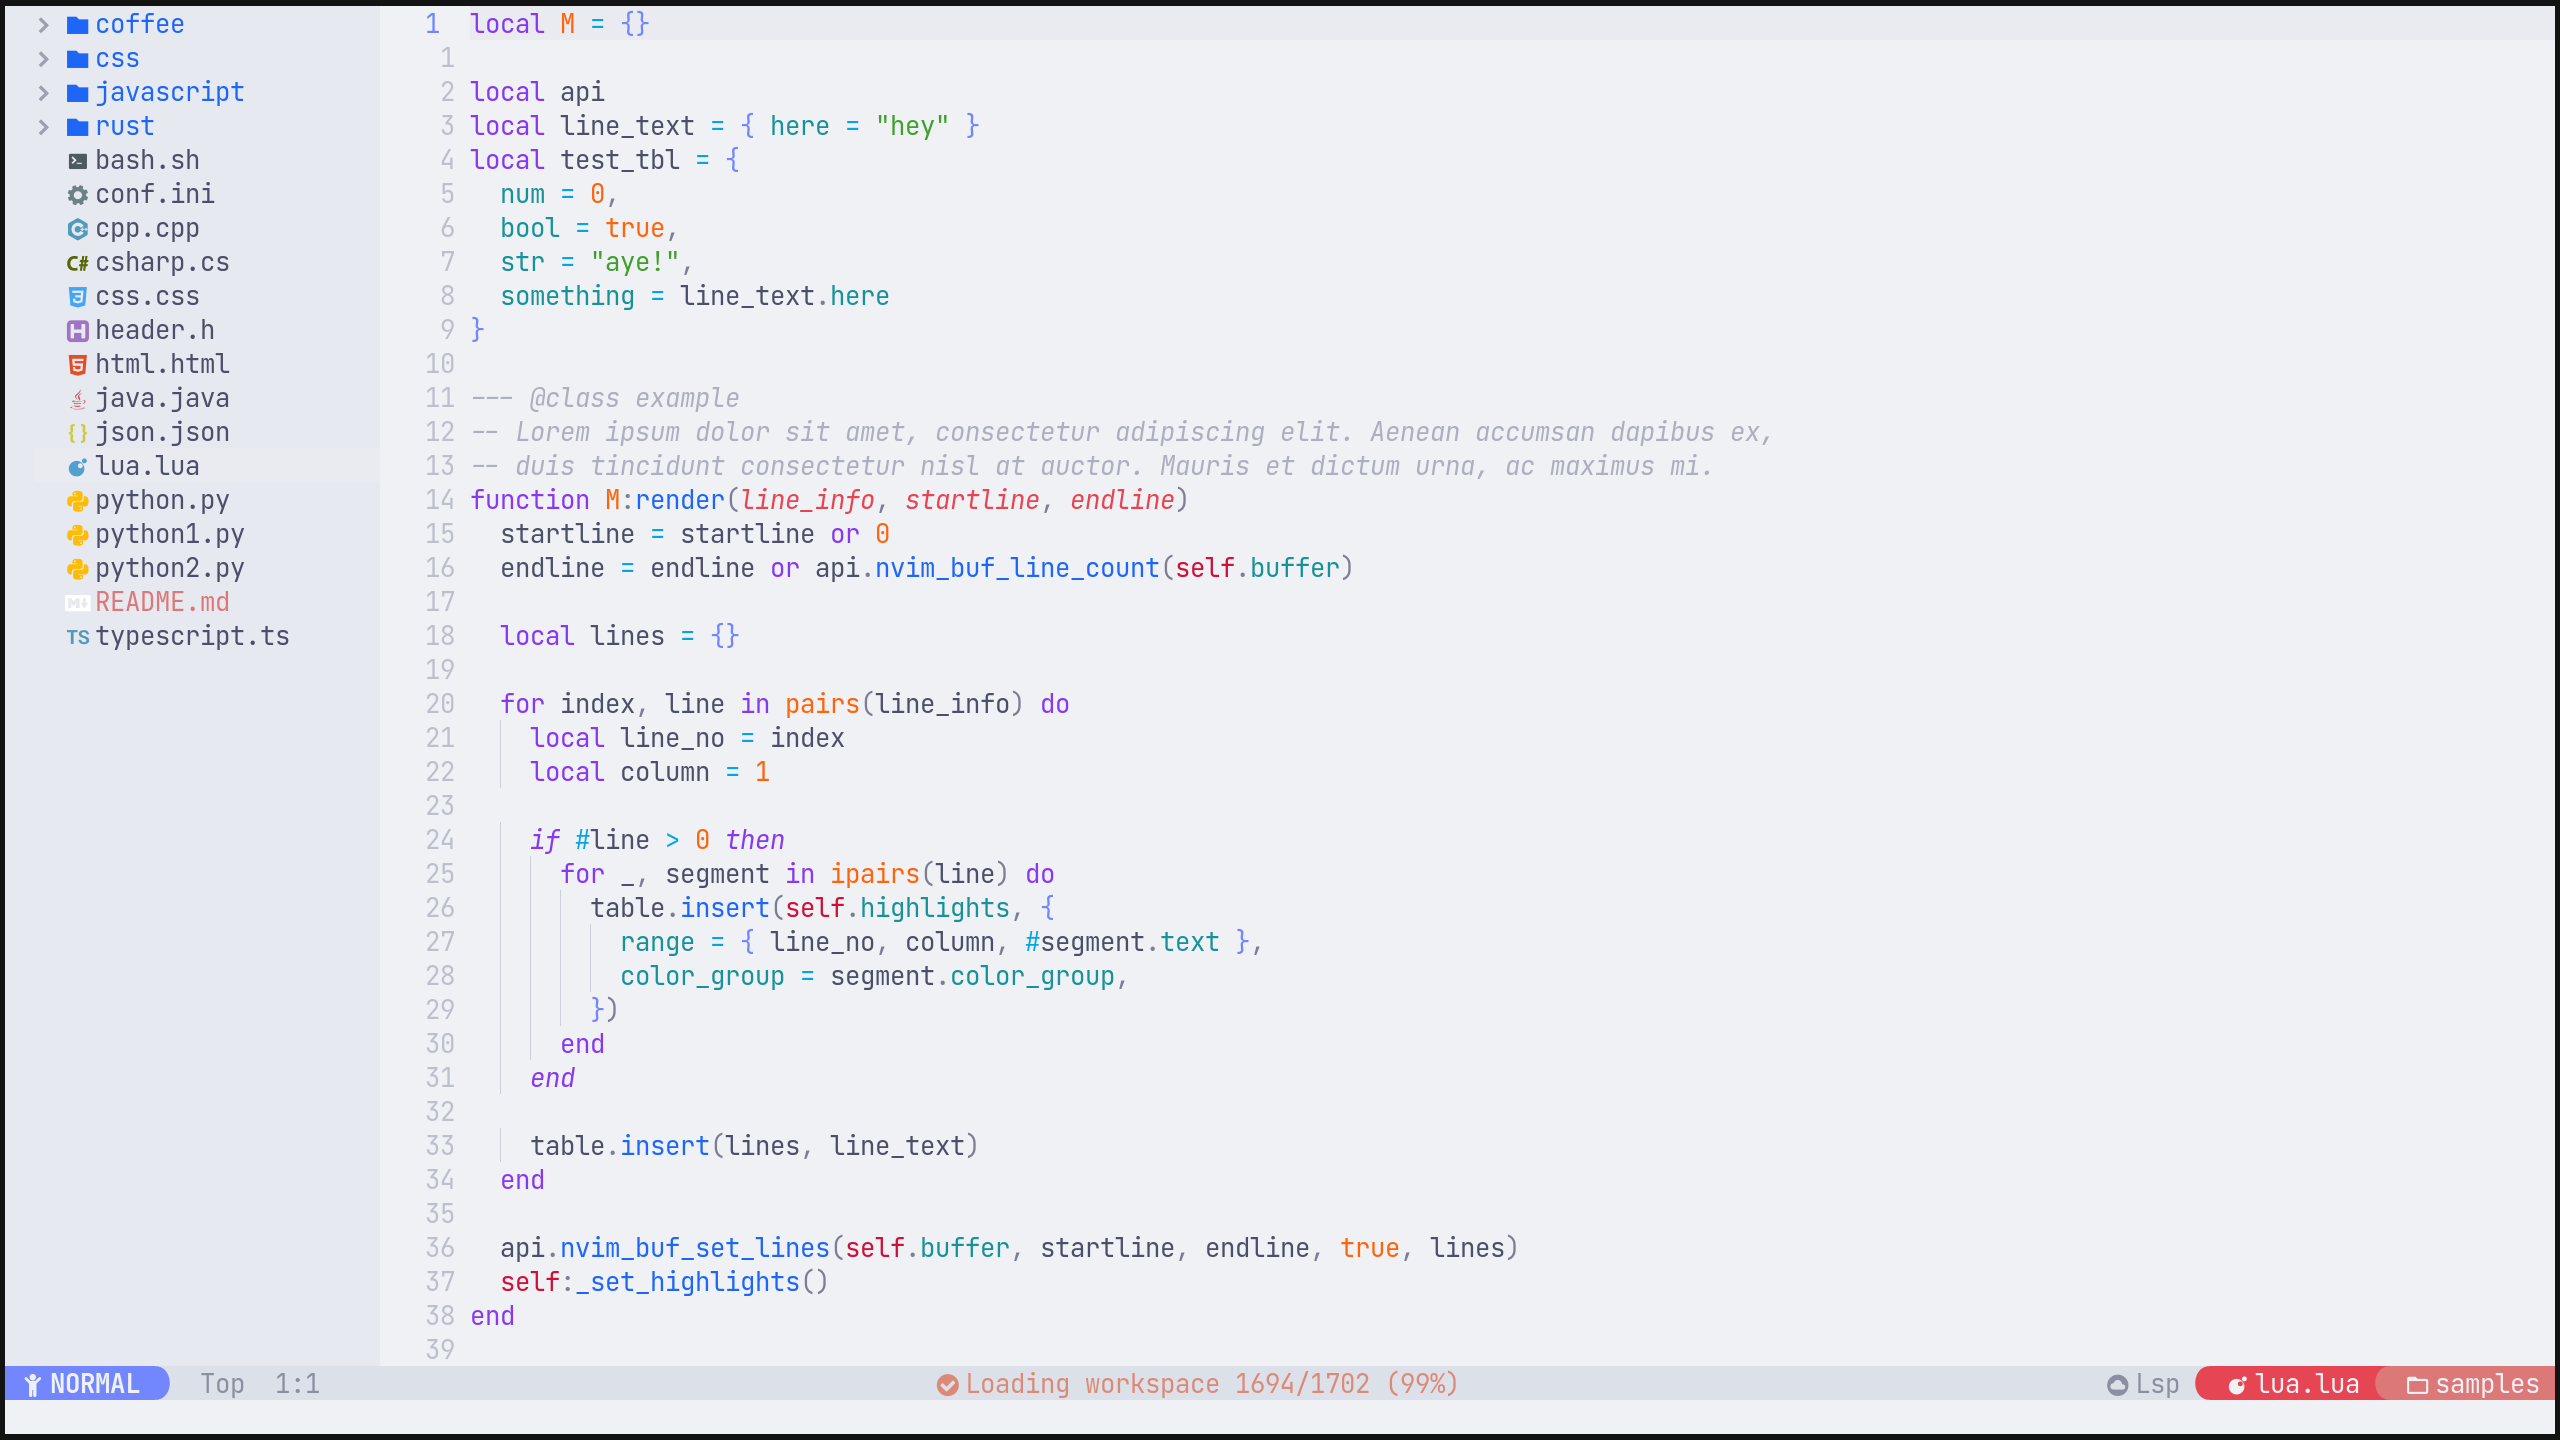 coffee
css
javascript
rust
bash.sh
conf.ini
cpp.cpp
C# csharp.cs
css.css
header.h
html.html
java.java
{} json.json
lua.lua
python.py
python1.py
python2.py
README.md
TS typescript.ts
1 local M = {}
1
2 local api
3 local line_text = { here = "hey" }
4 local test_tbl = {
5   num = 0,
6   bool = true,
7   str = "aye!",
8   something = line_text.here
9 }
10
11 --- @class example
12 -- Lorem ipsum dolor sit amet, consectetur adipiscing elit. Aenean accumsan dapibus ex,
13 -- duis tincidunt consectetur nisl at auctor. Mauris et dictum urna, ac maximus mi.
14 function M:render(line_info, startline, endline)
15   startline = startline or 0
16   endline = endline or api.nvim_buf_line_count(self.buffer)
17
18   local lines = {}
19
20   for index, line in pairs(line_info) do
21     local line_no = index
22     local column = 1
23
24     if #line > 0 then
25       for _, segment in ipairs(line) do
26         table.insert(self.highlights, {
27           range = { line_no, column, #segment.text },
28           color_group = segment.color_group,
29         })
30       end
31     end
32
33     table.insert(lines, line_text)
34   end
35
36   api.nvim_buf_set_lines(self.buffer, startline, endline, true, lines)
37   self:_set_highlights()
38 end
39
NORMAL Top 1:1 Loading workspace 1694/1702 (99%) Lsp lua.lua samples